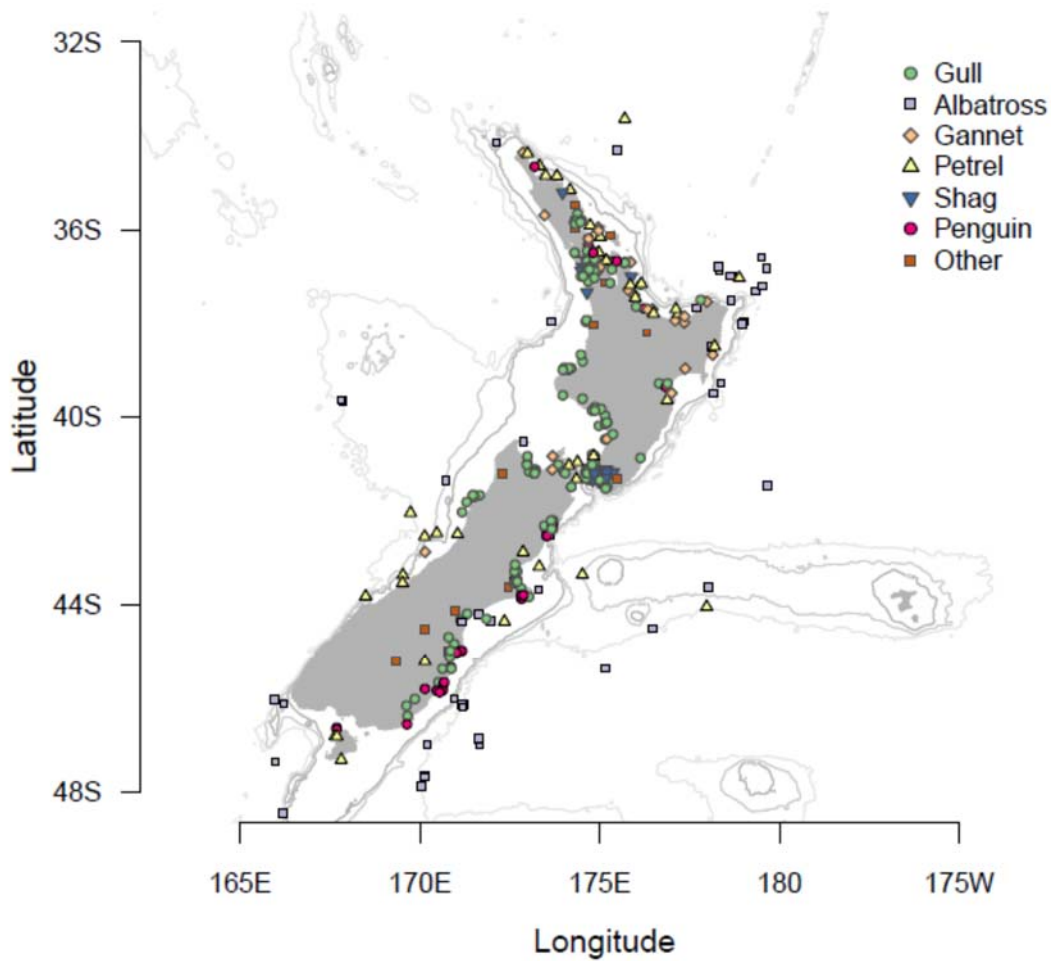 32S
36S
40S
44S
48S
Latitude
Gull
Albatross
Gannet
Petrel
Shag
Penguin
Other
165E
170E
175E
180
175W
Longitude